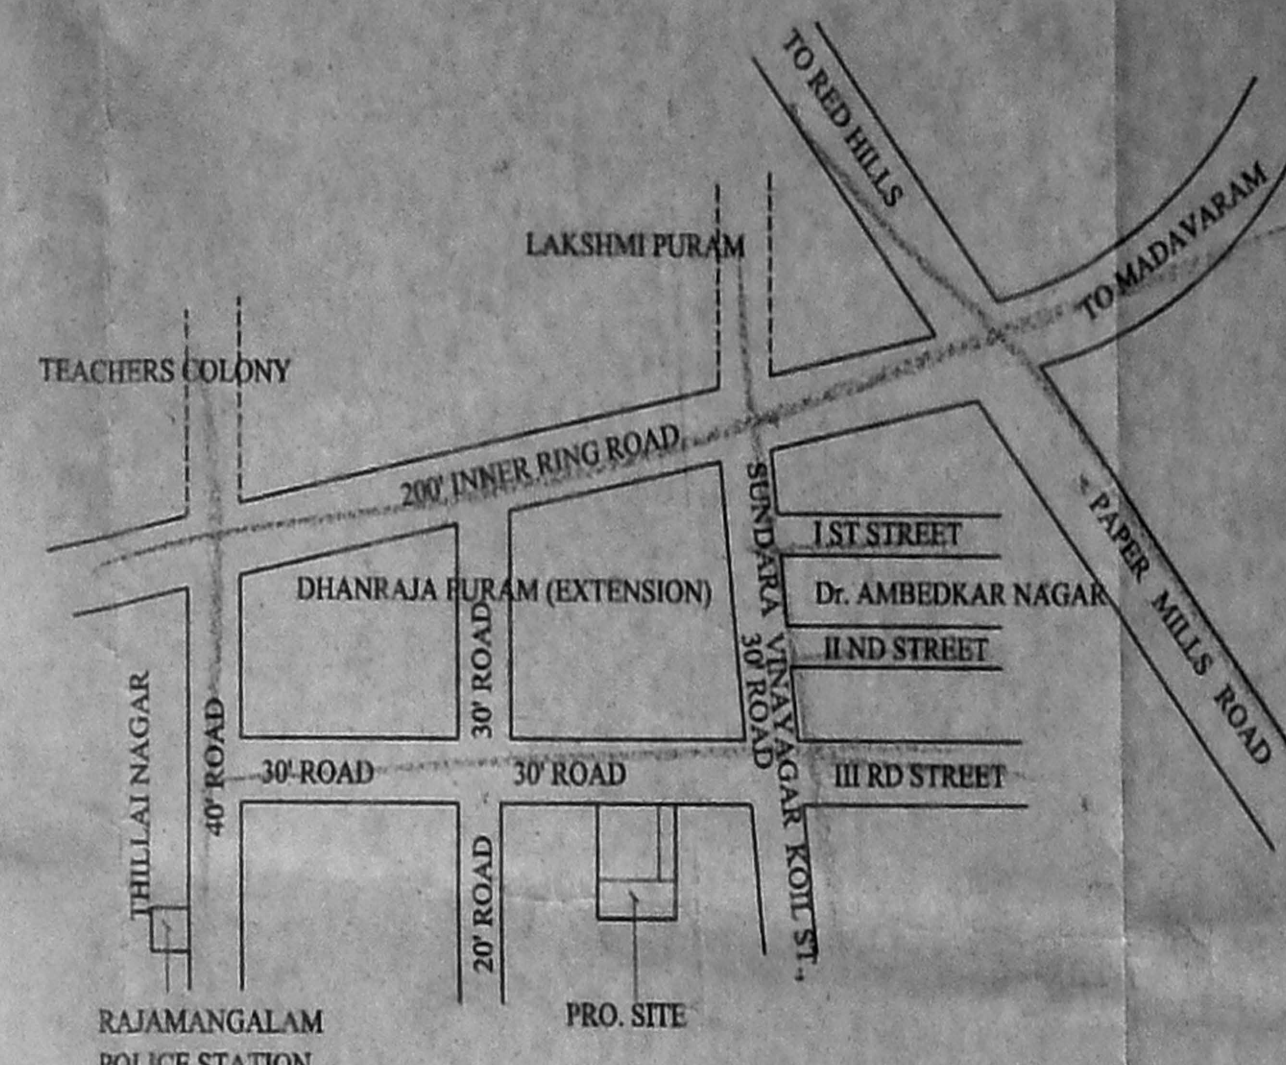 TO RED HILLS
TO MADAVARAM
LAKSHMI PURAM
TEACHERS COLONY
200' INNER RING ROAD
SUNDARA VINAYAGAR KOIL ST.,
30' ROAD
I ST STREET
Dr. AMBEDKAR NAGAR
II ND STREET
III RD STREET
PAPER MILLS ROAD
DHANRAJA PURAM (EXTENSION)
30' ROAD
THILLAI NAGAR
40' ROAD
30' ROAD
30' ROAD
20' ROAD
PRO. SITE
RAJAMANGALAM
POLICE STATION